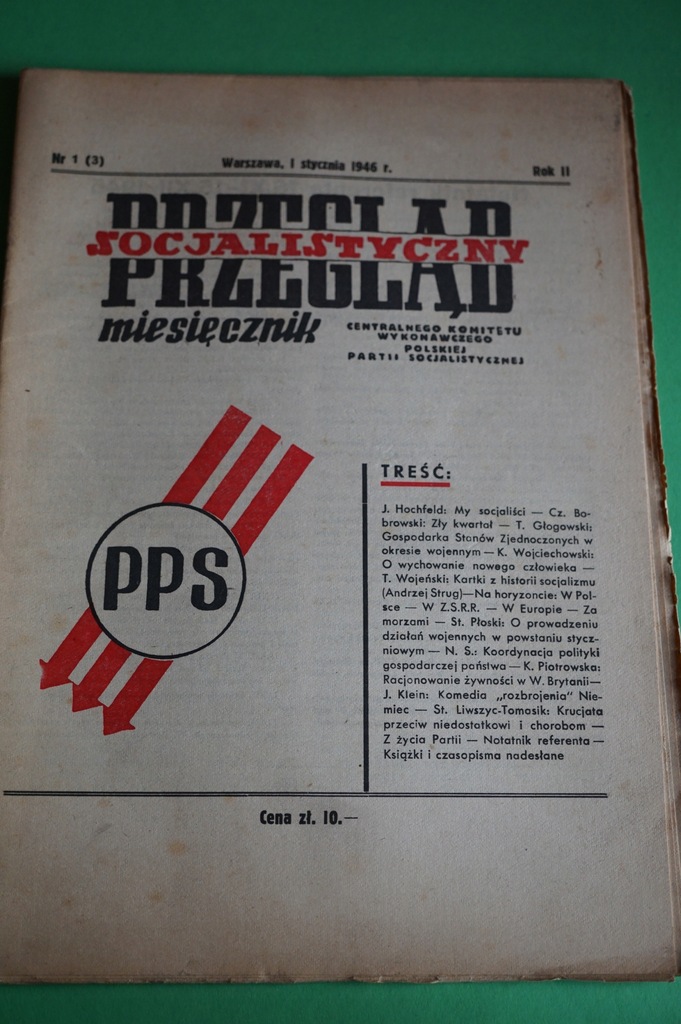 Nr 1 (3)
Warszawa, 1 stycznia 1946 r.
Rok II
PRZEGLĄD
SOCJALISTYCZNY
miesięcznik
CENTRALNEGO KOMITETU
WYKONAWCZEGO
POLSKIEJ
PARTII SOCJALISTYCZNEJ
PPS
TREŚĆ:
J. Hochfeld: My socjaliści — Cz. Bo-
browski: Zły kwartał — T. Głogowski:
Gospodarka Stanów Zjednoczonych w
okresie wojennym — K. Wojciechowski:
O wychowanie nowego człowieka —
T. Wojeński: Kartki z historii socjalizmu
(Andrzej Strug)—Na horyzoncie: W Pol-
sce — W Z.S.R.R. — W Europie — Za
morzami — St. Płoski: O prowadzeniu
działań wojennych w powstaniu stycz-
niowym — N. S.: Koordynacja polityki
gospodarczej państwa — K. Piotrowska:
Racjonowanie żywności w W. Brytanii—
J. Klein: Komedia „rozbrojenia" Nie-
miec — St. Liwszyc-Tomasik: Krucjata
przeciw niedostatkowi i chorobom —
Z życia Partii — Notatnik referenta —
Książki i czasopisma nadesłane
Cena zł. 10.—